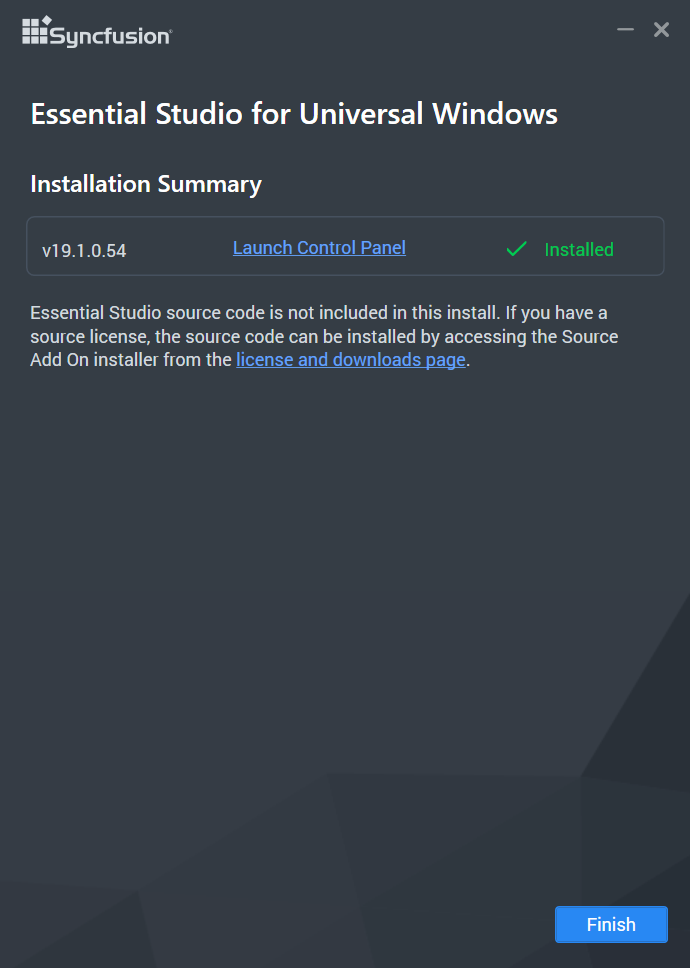 Syncfusion
Essential Studio for Universal Windows
Installation Summary
v19.1.0.54 Launch Control Panel Installed
Essential Studio source code is not included in this install. If you have a
source license, the source code can be installed by accessing the Source
Add On installer from the license and downloads page.
Finish